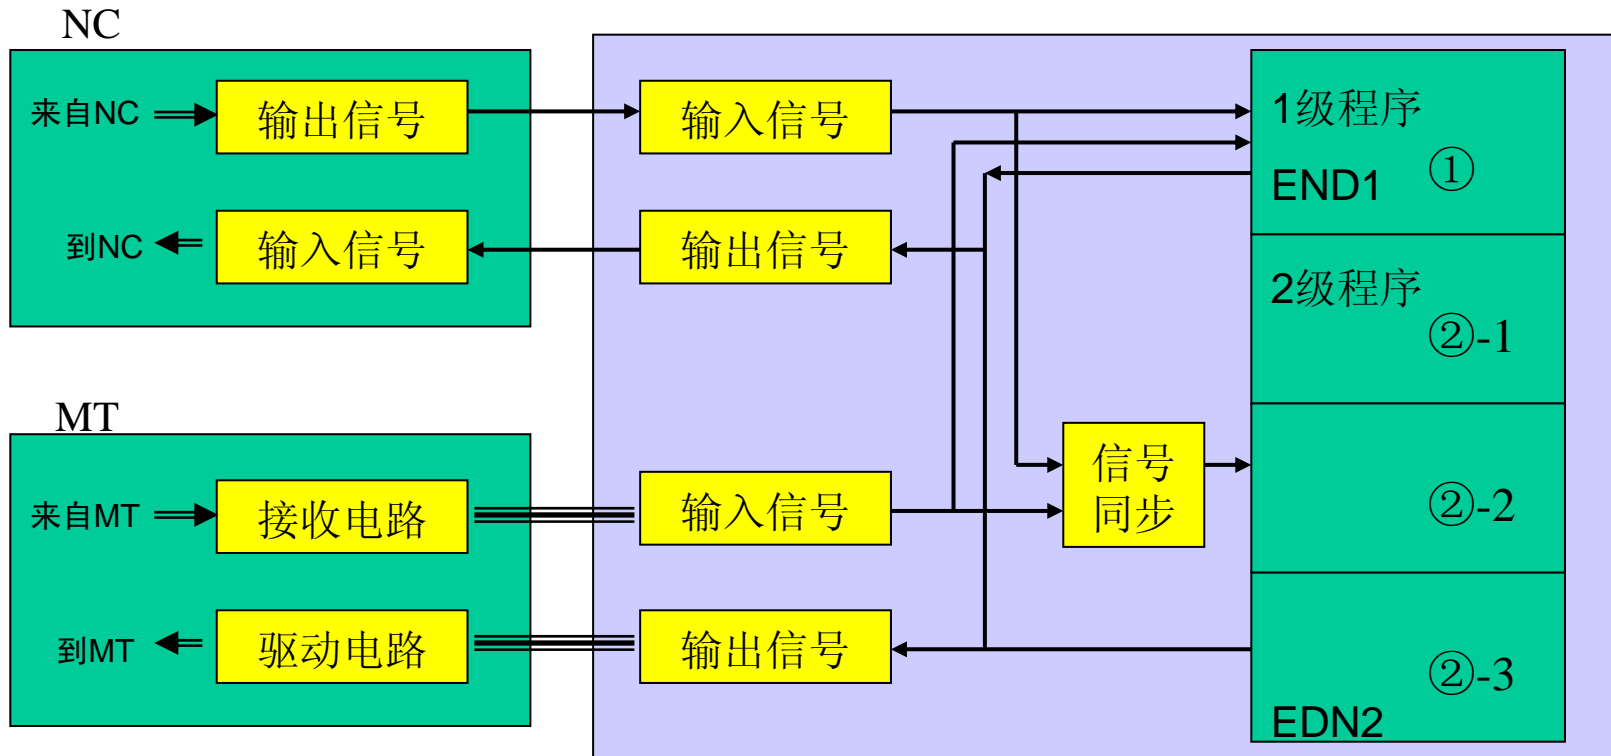 NC
来自NC
输出信号
输入信号
1级程序
①
END1
到NC
输入信号
输出信号
2级程序
②-1
MT
来自MT
接收电路
输入信号
信号
同步
②-2
到MT
驱动电路
输出信号
②-3
EDN2